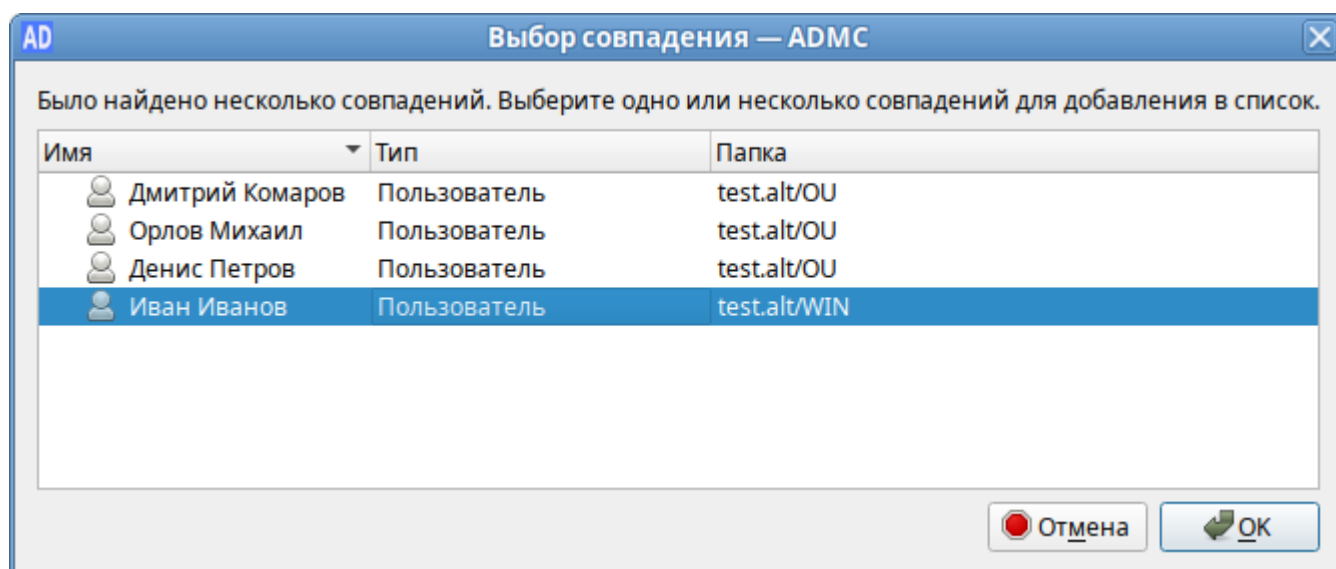 AD Выбор совпадения — ADMC
Было найдено несколько совпадений. Выберите одно или несколько совпадений для добавления в список.
Имя Тип Папка
Дмитрий Комаров Пользователь test.alt/OU
Орлов Михаил Пользователь test.alt/OU
Денис Петров Пользователь test.alt/OU
Иван Иванов Пользователь test.alt/WIN
Отмена OK